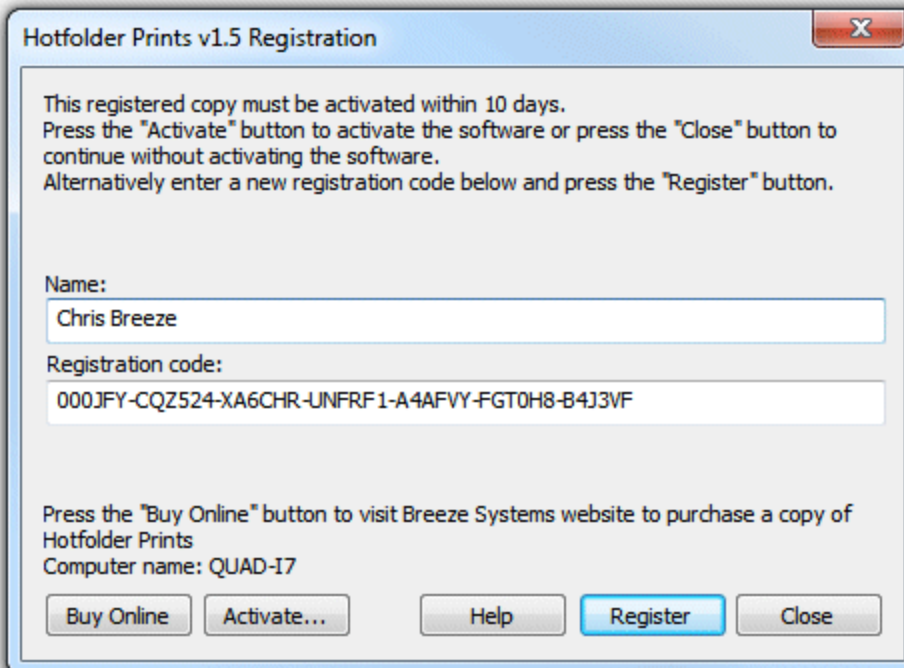 Hotfolder Prints v1.5 Registration
This registered copy must be activated within 10 days.
Press the "Activate" button to activate the software or press the "Close" button to
continue without activating the software.
Alternatively enter a new registration code below and press the "Register" button.
Name:
Chris Breeze
Registration code:
000JFY-CQZ524-XA6CHR-UNFRF1-A4AFVY-FGT0H8-B4J3VF
Press the "Buy Online" button to visit Breeze Systems website to purchase a copy of
Hotfolder Prints
Computer name: QUAD-I7
Buy Online Activate... Help Register Close